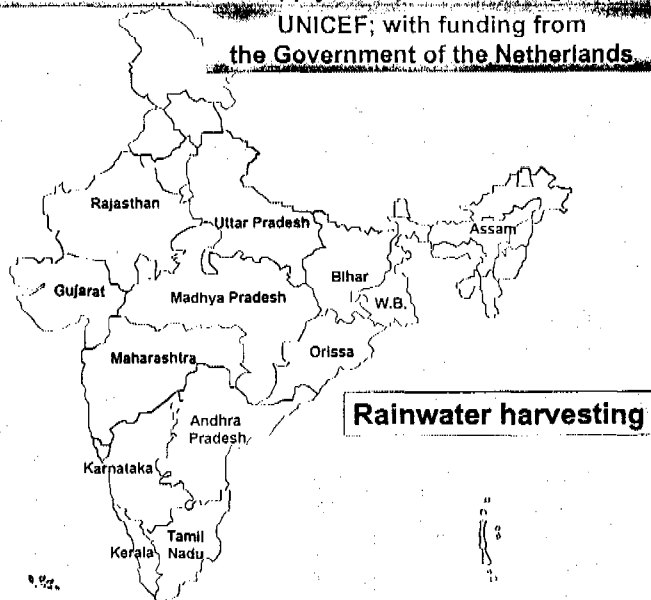 UNICEF; with funding from
the Government of the Netherlands
Rajasthan
Uttar Pradesh
Assam
Gujarat
Madhya Pradesh
Bihar
W.B.
Maharashtra
Orissa
Rainwater harvesting
Andhra
Pradesh
Karnataka
Kerala
Tamil
Nadu